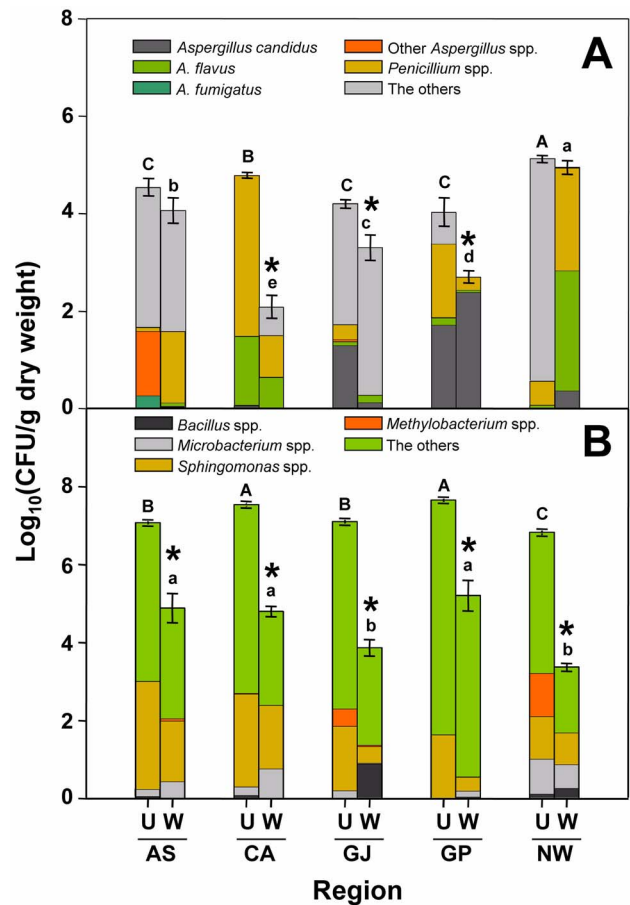 8
Aspergillus candidus
Other Aspergillus spp.
A. flavus
Penicillium spp.
A. fumigatus
The others
A
6
C
b
B
C
C
A
a
4
*
e
*
c
*
d
2
0
Bacillus spp.
Methylobacterium spp.
Microbacterium spp.
The others
Sphingomonas spp.
B
8
B
A
B
A
C
6
*
a
*
a
*
b
*
a
*
b
4
2
0
Log10(CFU/g dry weight)
U W U W U W U W U W
AS CA GJ GP NW
Region